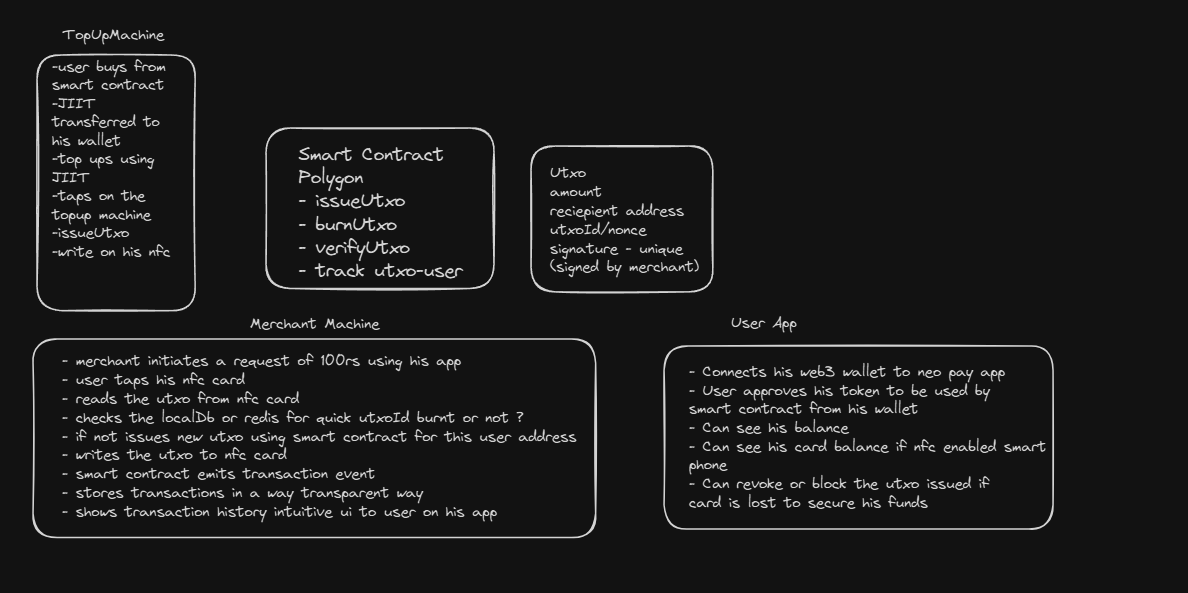 TopUpMachine
-user buys from
smart contract
-JIIT
transferred to
his wallet
-top ups using
JIIT
-taps on the
topup machine
-issueUtxo
-write on his nfc
Smart Contract
Polygon
- issueUtxo
- burnUtxo
- verifyUtxo
- track utxo-user
Utxo
amount
reciepient address
utxoId/nonce
signature - unique
(signed by merchant)
Merchant Machine
- merchant initiates a request of 100rs using his app
- user taps his nfc card
- reads the utxo from nfc card
- checks the localDb or redis for quick utxoId burnt or not ?
- if not issues new utxo using smart contract for this user address
- writes the utxo to nfc card
- smart contract emits transaction event
- stores transactions in a way transparent way
- shows transaction history intuitive ui to user on his app
User App
- Connects his web3 wallet to neo pay app
- User approves his token to be used by
smart contract from his wallet
- Can see his balance
- Can see his card balance if nfc enabled smart
phone
- Can revoke or block the utxo issued if
card is lost to secure his funds